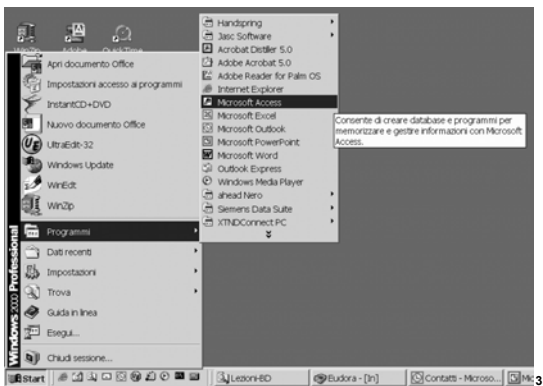 WinZip
Adobe
QuickTime
Apri documento Office
Impostazioni accesso ai programmi
InstantCD+DVD
Nuovo documento Office
UltraEdit-32
Windows Update
WinEdt
WinZip
Programmi
Dati recenti
Impostazioni
Trova
Guida in linea
Esegui...
Chiudi sessione...
Windows 2000 Professional
Handspring
Jasc Software
Acrobat Distiller 5.0
Adobe Acrobat 5.0
Adobe Reader for Palm OS
Internet Explorer
Microsoft Access
Microsoft Excel
Microsoft Outlook
Microsoft PowerPoint
Microsoft Word
Outlook Express
Windows Media Player
ahead Nero
Siemens Data Suite
XTNDConnect PC
Consente di creare database e programmi per
memorizzare e gestire informazioni con Microsoft
Access.
Start
Lezioni-BD
Eudora - [In]
Contatti - Microso...
Mic
3